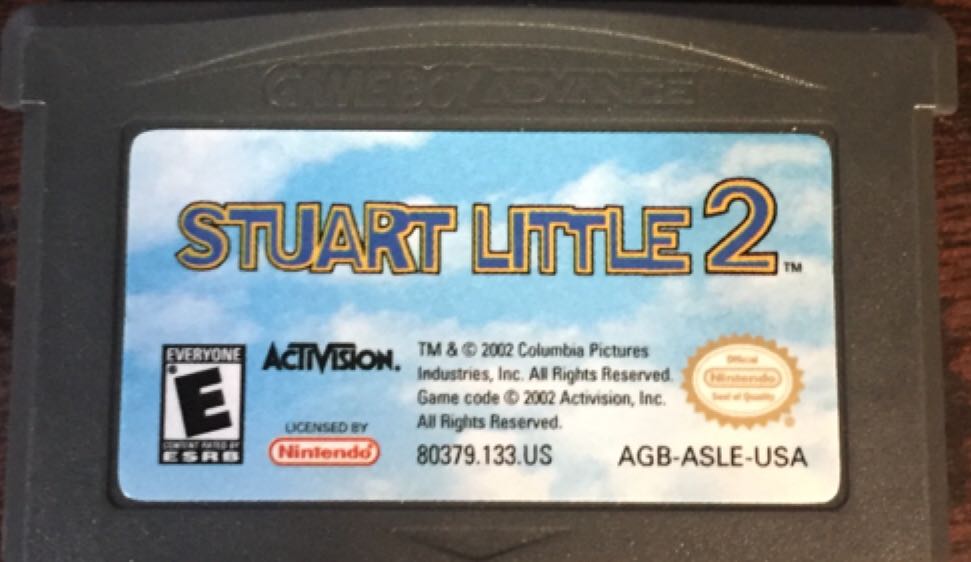 GAME BOY ADVANCE
STUART LITTLE 2 ™
EVERYONE
E
CONTENT RATED BY
ESRB
ACTIVISION.
LICENSED BY
Nintendo®
TM & © 2002 Columbia Pictures
Industries, Inc. All Rights Reserved.
Game code © 2002 Activision, Inc.
All Rights Reserved.
80379.133.US
Official
Nintendo
Seal of Quality
AGB-ASLE-USA